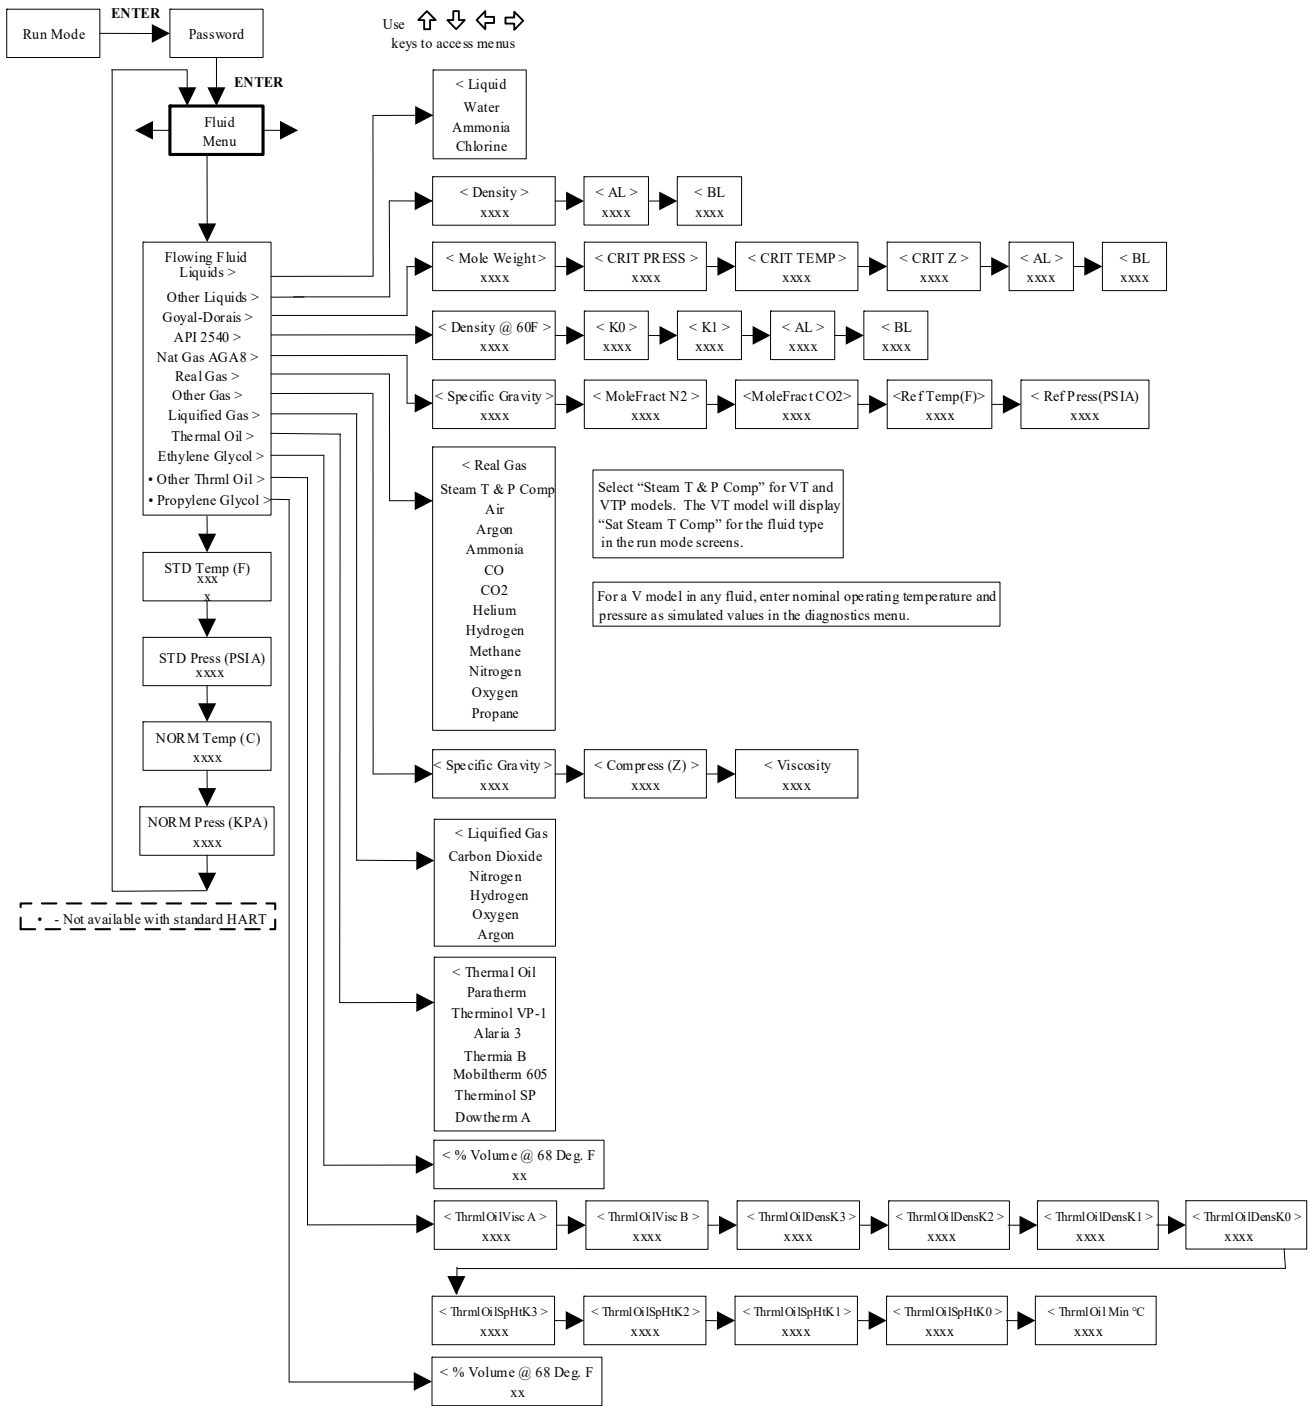 Run Mode
ENTER
Password
Use
keys to access menus
ENTER
Fluid
Menu
< Liquid
Water
Ammonia
Chlorine
< Density >
xxxx
< AL >
xxxx
< BL
xxxx
Flowing Fluid
Liquids >
Other Liquids >
Goyal-Dorais >
API 2540 >
Nat Gas AGA8 >
Real Gas >
Other Gas >
Liquified Gas >
Thermal Oil >
Ethylene Glycol >
• Other Thrml Oil >
• Propylene Glycol >
< Mole Weight >
xxxx
< CRIT PRESS >
xxxx
< CRIT TEMP >
xxxx
< CRIT Z >
xxxx
< AL >
xxxx
< BL
xxxx
< Density @ 60F >
xxxx
< K0 >
xxxx
< K1 >
xxxx
< AL >
xxxx
< BL
xxxx
< Specific Gravity >
xxxx
< MoleFract N2 >
xxxx
<MoleFract CO2>
xxxx
<Ref Temp(F)>
xxxx
< Ref Press(PSIA)
xxxx
< Real Gas
Steam T & P Comp
Air
Argon
Ammonia
CO
CO2
Helium
Hydrogen
Methane
Nitrogen
Oxygen
Propane
Select “Steam T & P Comp” for VT and
VTP models. The VT model will display
“Sat Steam T Comp” for the fluid type
in the run mode screens.
For a V model in any fluid, enter nominal operating temperature and
pressure as simulated values in the diagnostics menu.
STD Temp (F)
xxx
x
STD Press (PSIA)
xxxx
NORM Temp (C)
xxxx
NORM Press (KPA)
xxxx
• - Not available with standard HART
< Specific Gravity >
xxxx
< Compress (Z) >
xxxx
< Viscosity
xxxx
< Liquified Gas
Carbon Dioxide
Nitrogen
Hydrogen
Oxygen
Argon
< Thermal Oil
Paratherm
Therminol VP-1
Alaria 3
Thermia B
Mobiltherm 605
Therminol SP
Dowtherm A
< % Volume @ 68 Deg. F
xx
< ThrmlOilVisc A >
xxxx
< ThrmlOilVisc B >
xxxx
< ThrmlOilDensK3 >
xxxx
< ThrmlOilDensK2 >
xxxx
< ThrmlOilDensK1 >
xxxx
< ThrmlOilDensK0 >
xxxx
< ThrmlOilSpHtK3 >
xxxx
< ThrmlOilSpHtK2 >
xxxx
< ThrmlOilSpHtK1 >
xxxx
< ThrmlOilSpHtK0 >
xxxx
< ThrmlOil Min °C
xxxx
< % Volume @ 68 Deg. F
xx